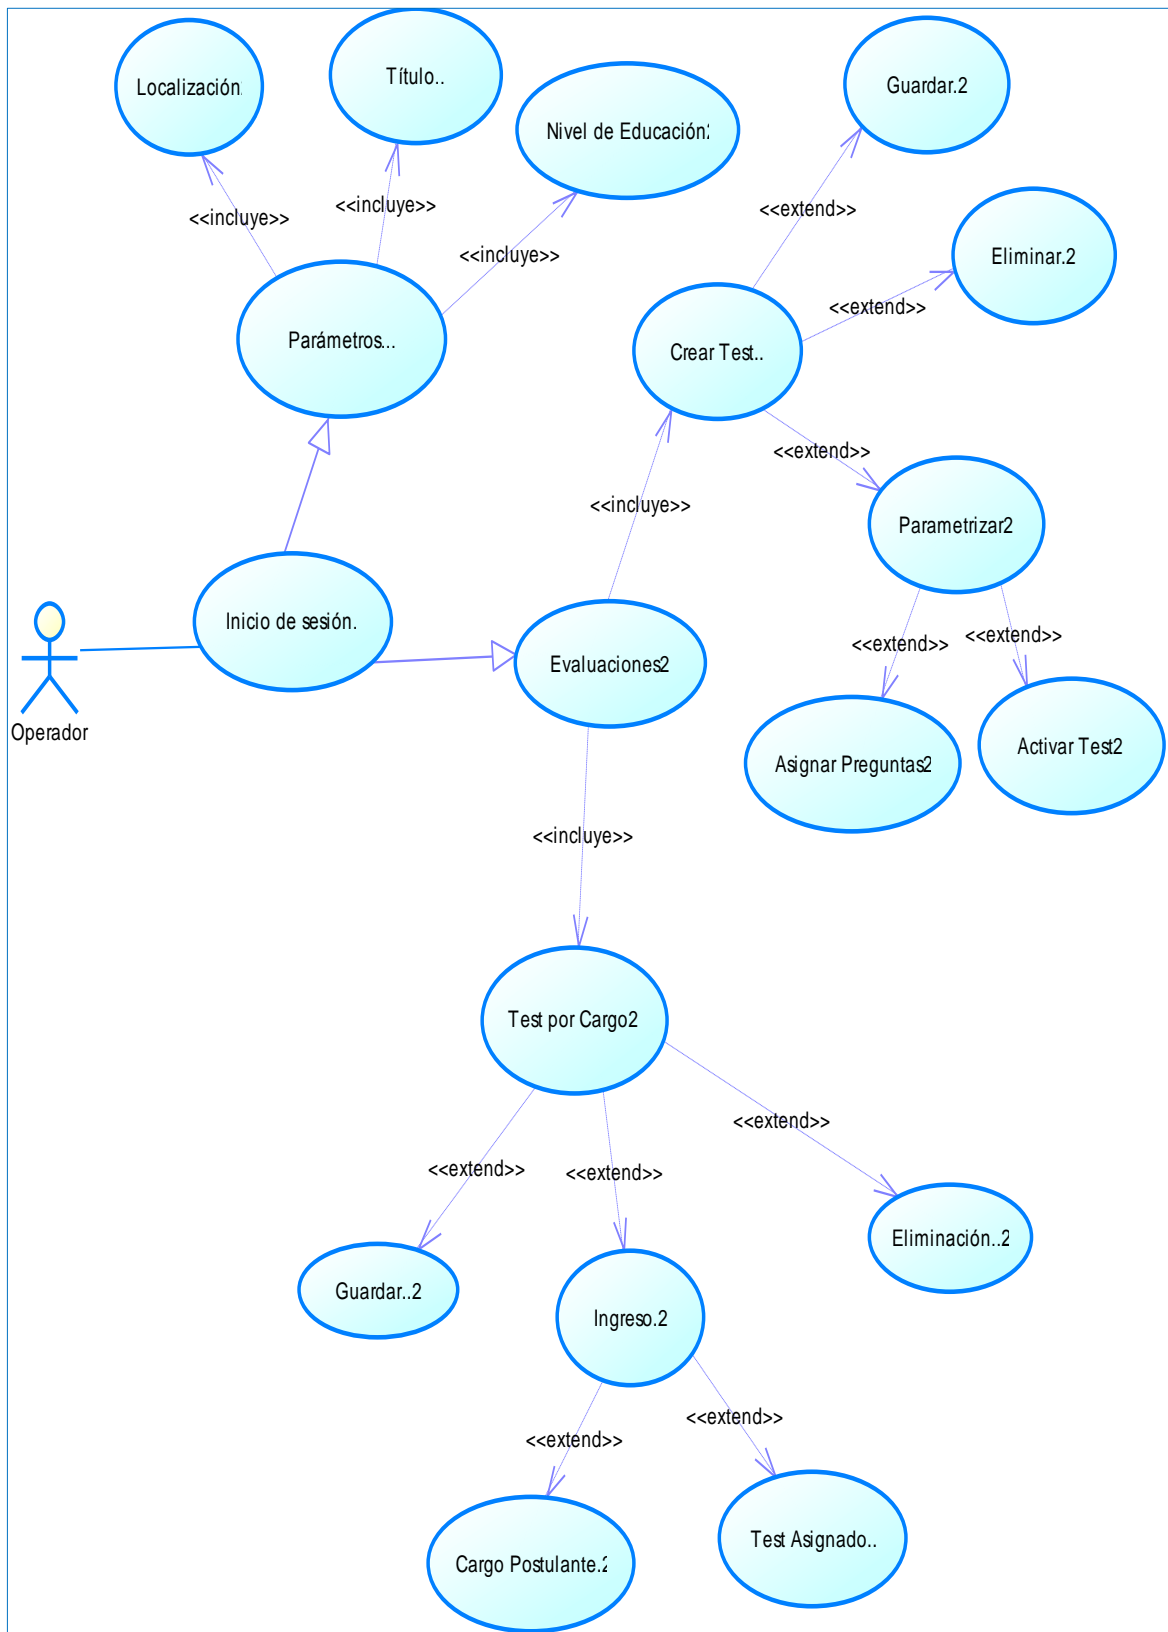 Localización
Título..
Nivel de Educación
Guardar.2
<<incluye>>
<<incluye>>
<<incluye>>
<<extend>>
Eliminar.2
<<extend>>
Parámetros...
Crear Test..
<<extend>>
<<incluye>>
Parametrizar2
Inicio de sesión.
Evaluaciones2
<<extend>>
<<extend>>
Operador
Asignar Preguntas2
Activar Test2
<<incluye>>
Test por Cargo2
<<extend>>
<<extend>>
<<extend>>
Eliminación..2
Guardar..2
Ingreso.2
<<extend>>
<<extend>>
Cargo Postulante.2
Test Asignado..